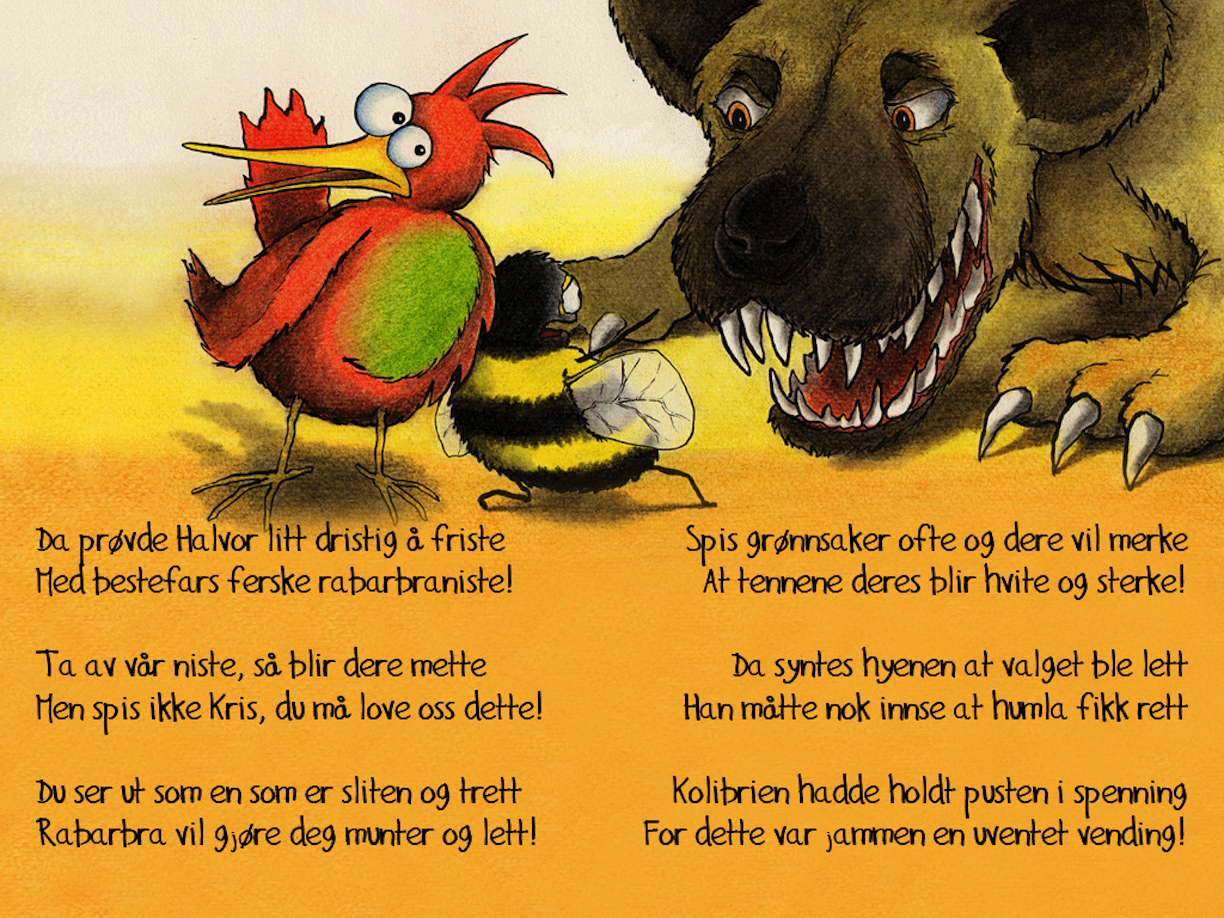 Da prøvde Halvor litt dristig å friste
Med bestefars ferske rabarbraniste!
Ta av vår niste, så blir dere mette
Men spis ikke Kris, du må love oss dette!
Du ser ut som en som er sliten og trett
Rabarbra vil gjøre deg munter og lett!
Spis grønnsaker ofte og dere vil merke
At tennene deres blir hvite og sterke!
Da syntes hyenen at valget ble lett
Han måtte nok innse at humla fikk rett
Kolibrien hadde holdt pusten i spenning
For dette var jammen en uventet vending!